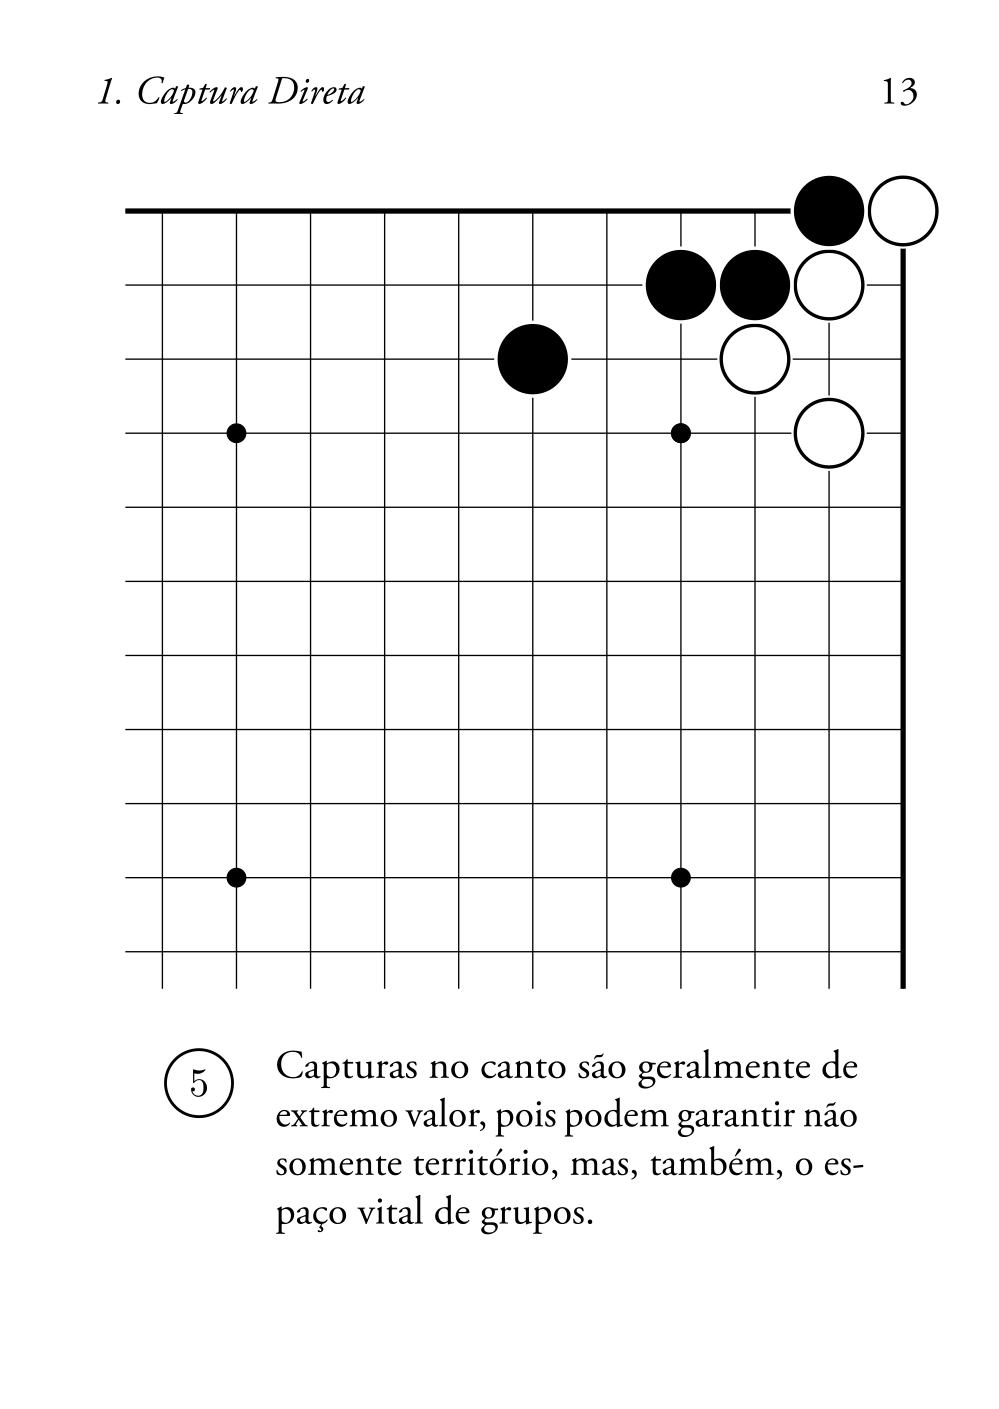 1. Captura Direta 13
5 Capturas no canto são geralmente de
extremo valor, pois podem garantir não
somente território, mas, também, o es-
paço vital de grupos.